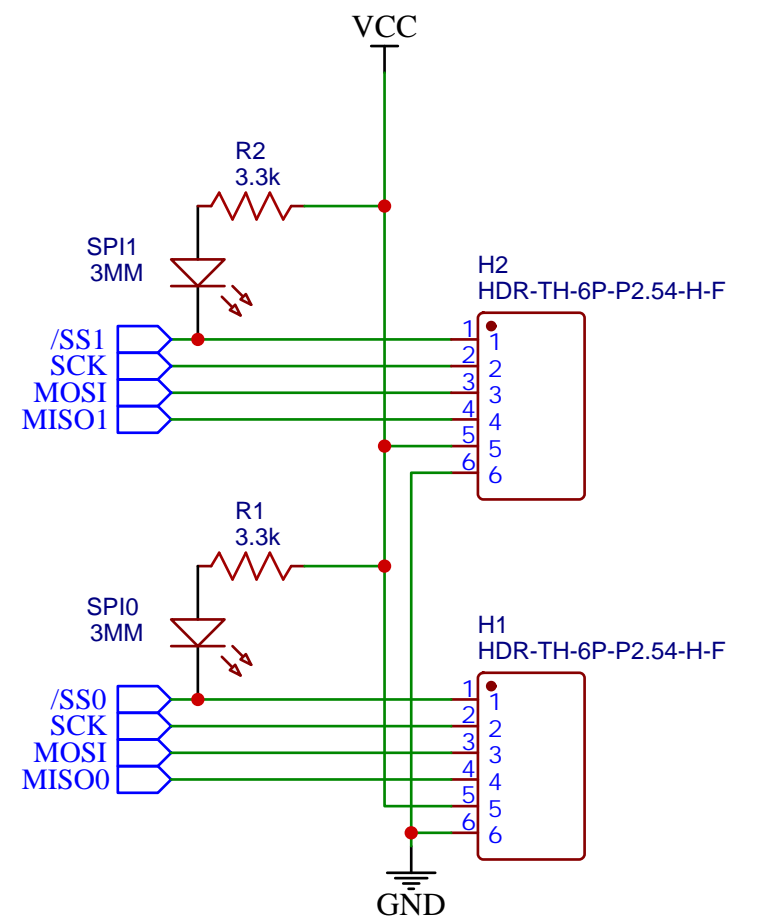 VCC
R2
3.3k
SPI1
3MM
H2
HDR-TH-6P-P2.54-H-F
/SS1 1 1
SCK 2 2
MOSI 3 3
MISO1 4 4
5 5
6 6
R1
3.3k
SPI0
3MM
H1
HDR-TH-6P-P2.54-H-F
/SS0 1 1
SCK 2 2
MOSI 3 3
MISO0 4 4
5 5
6 6
GND